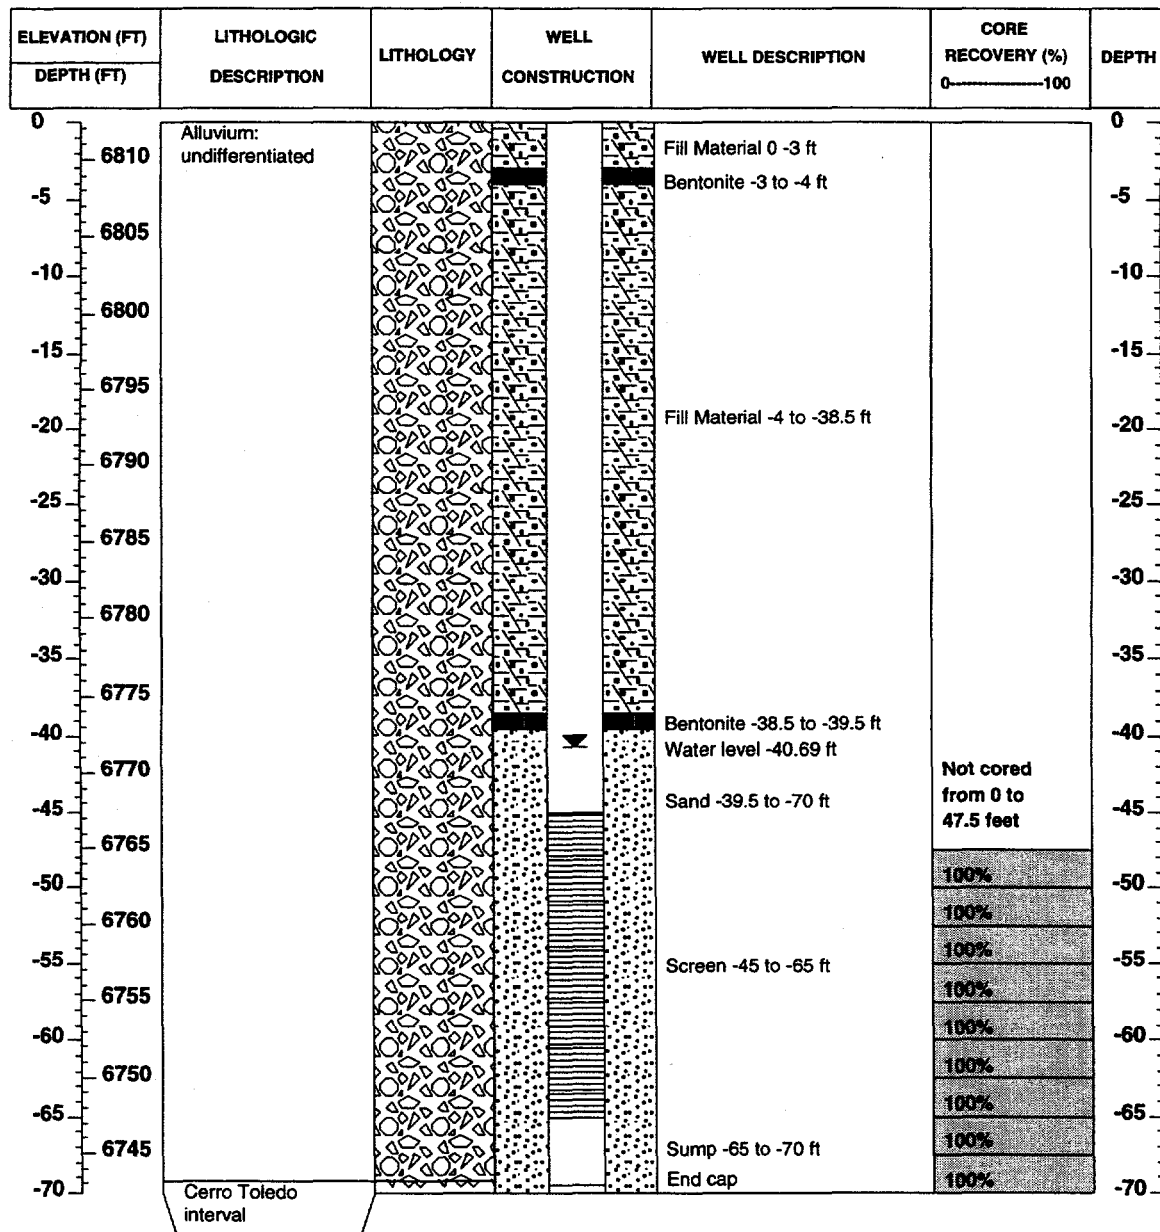 ELEVATION (FT)
DEPTH (FT)
LITHOLOGIC
DESCRIPTION
LITHOLOGY
WELL
CONSTRUCTION
WELL DESCRIPTION
CORE
RECOVERY (%)
0 100
DEPTH
0
6810
-5
6805
-10
6800
-15
6795
-20
6790
-25
6785
-30
6780
-35
6775
-40
6770
-45
6765
-50
6760
-55
6755
-60
6750
-65
6745
-70
Alluvium:
undifferentiated
Cerro Toledo
interval
Fill Material 0 -3 ft
Bentonite -3 to -4 ft
Fill Material -4 to -38.5 ft
Bentonite -38.5 to -39.5 ft
Water level -40.69 ft
Sand -39.5 to -70 ft
Screen -45 to -65 ft
Sump -65 to -70 ft
End cap
Not cored
from 0 to
47.5 feet
100%
100%
100%
100%
100%
100%
100%
100%
100%
0
-5
-10
-15
-20
-25
-30
-35
-40
-45
-50
-55
-60
-65
-70